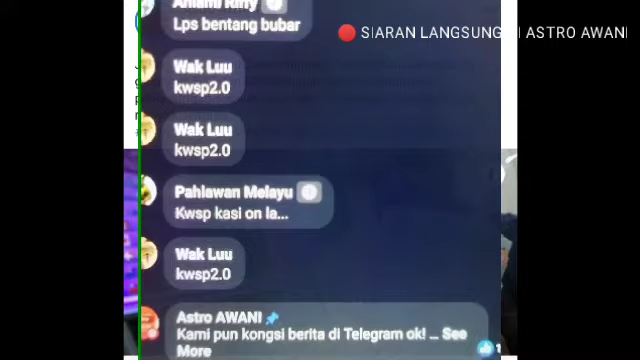 Lps bentang bubar
🔴 SIARAN LANGSUNG DI ASTRO AWANI
Wak Luu
kwsp2.0
Wak Luu
kwsp2.0
Pahlawan Melayu
Kwsp kasi on la...
Wak Luu
kwsp2.0
Astro AWANI
Kami pun kongsi berita di Telegram ok! ... See
More